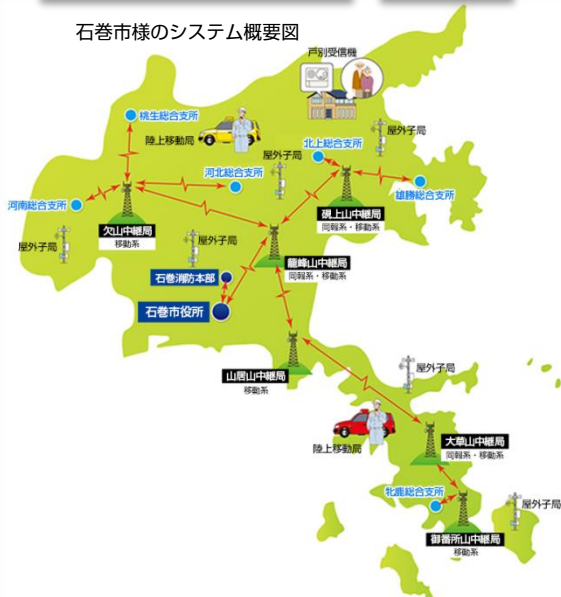 石巻市様のシステム概要図
戸別受信機
桃生総合支所
陸上移動局
屋外子局
北上総合支所
屋外子局
河北総合支所
雄勝総合支所
河南総合支所
欠山中継局
移動系
硯上山中継局
同報系・移動系
屋外子局
屋外子局
籠峰山中継局
同報系・移動系
石巻消防本部
石巻市役所
山居山中継局
移動系
屋外子局
陸上移動局
大草山中継局
同報系・移動系
牡鹿総合支所
屋外子局
御番所山中継局
移動系